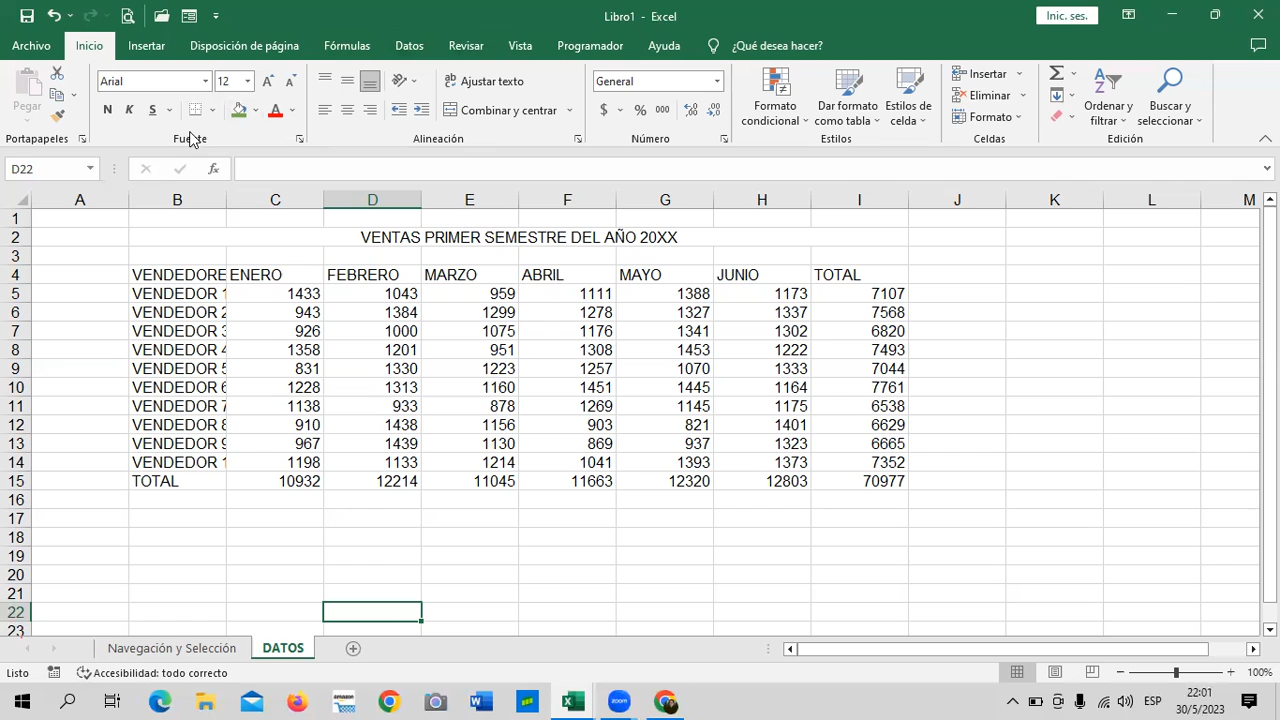 Libro1 - Excel
Inic. ses.
Archivo Inicio Insertar Disposición de página Fórmulas Datos Revisar Vista Programador Ayuda ¿Qué desea hacer?
Pegar
Arial 12
N K S
Ajustar texto
Combinar y centrar
General
$ % 000
Formato condicional
Dar formato como tabla
Estilos de celda
Insertar
Eliminar
Formato
Ordenar y filtrar
Buscar y seleccionar
Portapapeles Fuente Alineación Número Estilos Celdas Edición
D22 fx
A B C D E F G H I J K L M
1
2 VENTAS PRIMER SEMESTRE DEL AÑO 20XX
3
4 VENDEDORE ENERO FEBRERO MARZO ABRIL MAYO JUNIO TOTAL
5 VENDEDOR 1 1433 1043 959 1111 1388 1173 7107
6 VENDEDOR 2 943 1384 1299 1278 1327 1337 7568
7 VENDEDOR 3 926 1000 1075 1176 1341 1302 6820
8 VENDEDOR 4 1358 1201 951 1308 1453 1222 7493
9 VENDEDOR 5 831 1330 1223 1257 1070 1333 7044
10 VENDEDOR 6 1228 1313 1160 1451 1445 1164 7761
11 VENDEDOR 7 1138 933 878 1269 1145 1175 6538
12 VENDEDOR 8 910 1438 1156 903 821 1401 6629
13 VENDEDOR 9 967 1439 1130 869 937 1323 6665
14 VENDEDOR 1 1198 1133 1214 1041 1393 1373 7352
15 TOTAL 10932 12214 11045 11663 12320 12803 70977
16
17
18
19
20
21
22
23
Navegación y Selección DATOS
Listo Accesibilidad: todo correcto 100%
ESP 22:01
30/5/2023